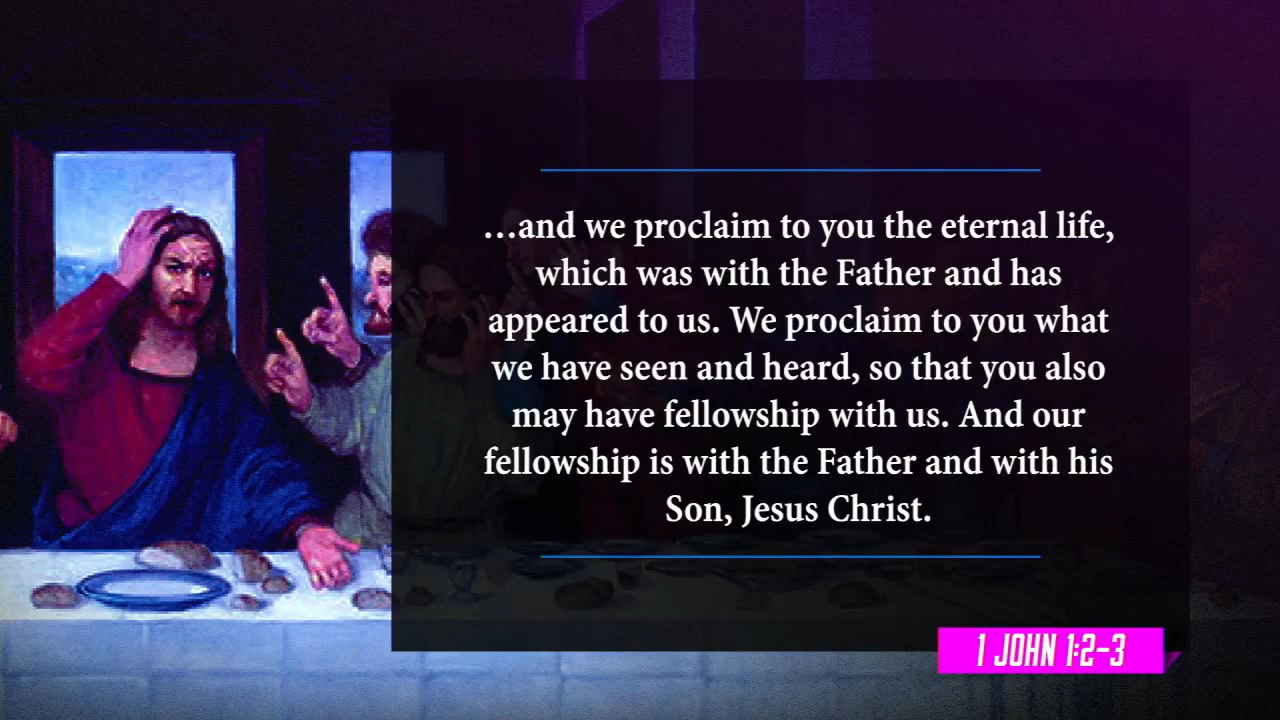 …and we proclaim to you the eternal life,
which was with the Father and has
appeared to us. We proclaim to you what
we have seen and heard, so that you also
may have fellowship with us. And our
fellowship is with the Father and with his
Son, Jesus Christ.
1 JOHN 1:2-3